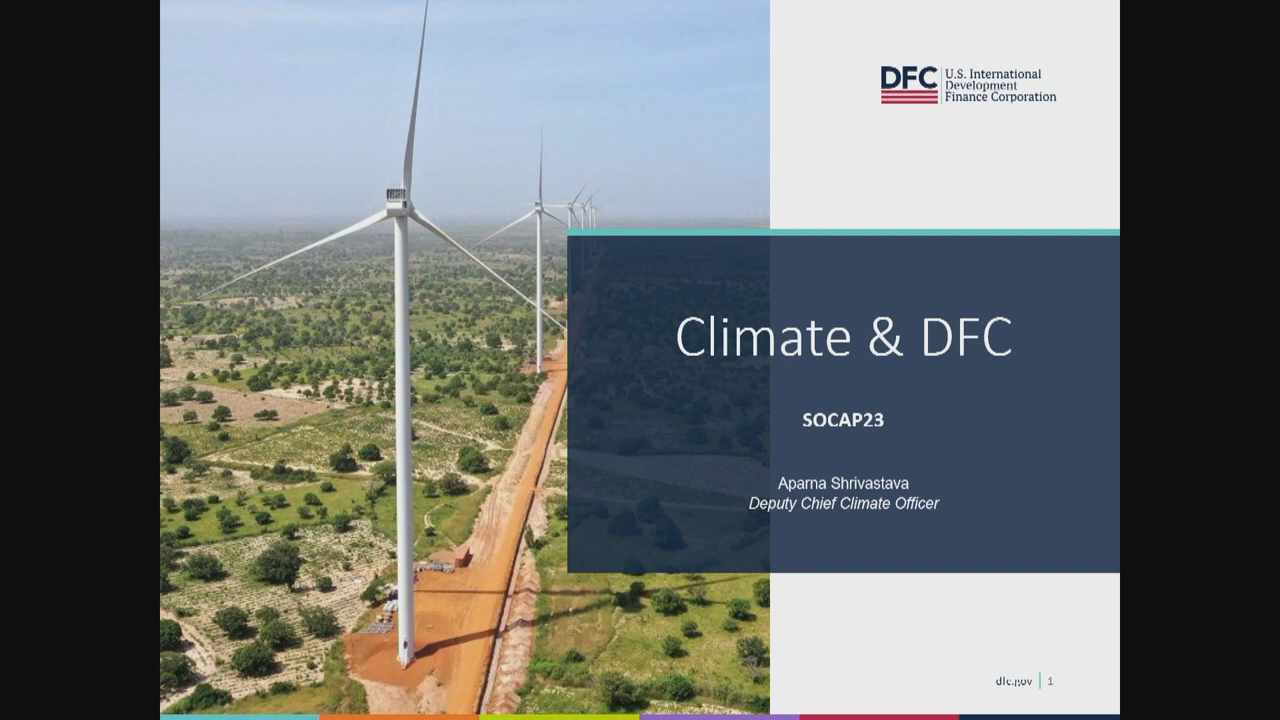 DFC
U.S. International
Development
Finance Corporation
Climate & DFC
SOCAP23
Aparna Shrivastava
Deputy Chief Climate Officer
dfc.gov
1